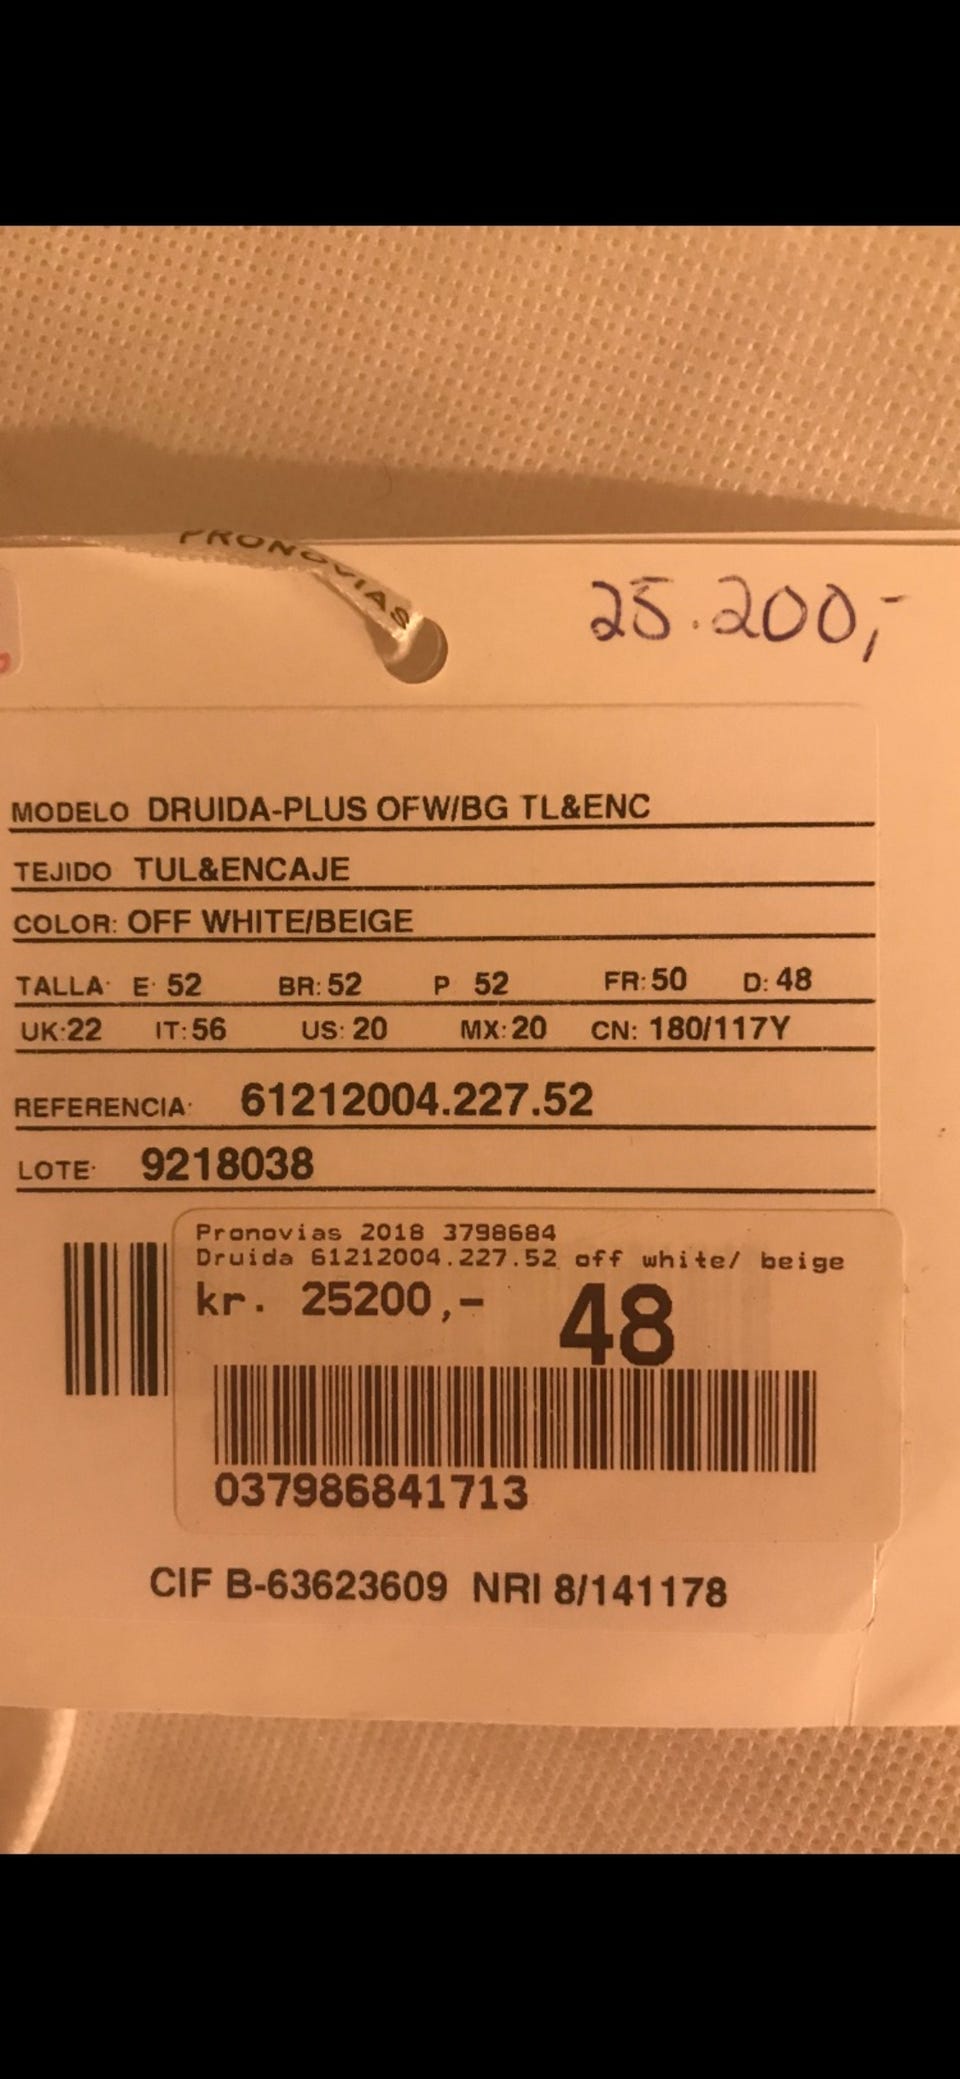 PRONOVIAS
25.200,-
MODELO DRUIDA-PLUS OFW/BG TL&ENC
TEJIDO TUL&ENCAJE
COLOR: OFF WHITE/BEIGE
TALLA: E: 52 BR: 52 P 52 FR: 50 D: 48
UK: 22 IT: 56 US: 20 MX: 20 CN: 180/117Y
REFERENCIA: 61212004.227.52
LOTE: 9218038
Pronovias 2018 3798684
Druida 61212004.227.52 off white/ beige
kr. 25200,- 48
037986841713
CIF B-63623609 NRI 8/141178